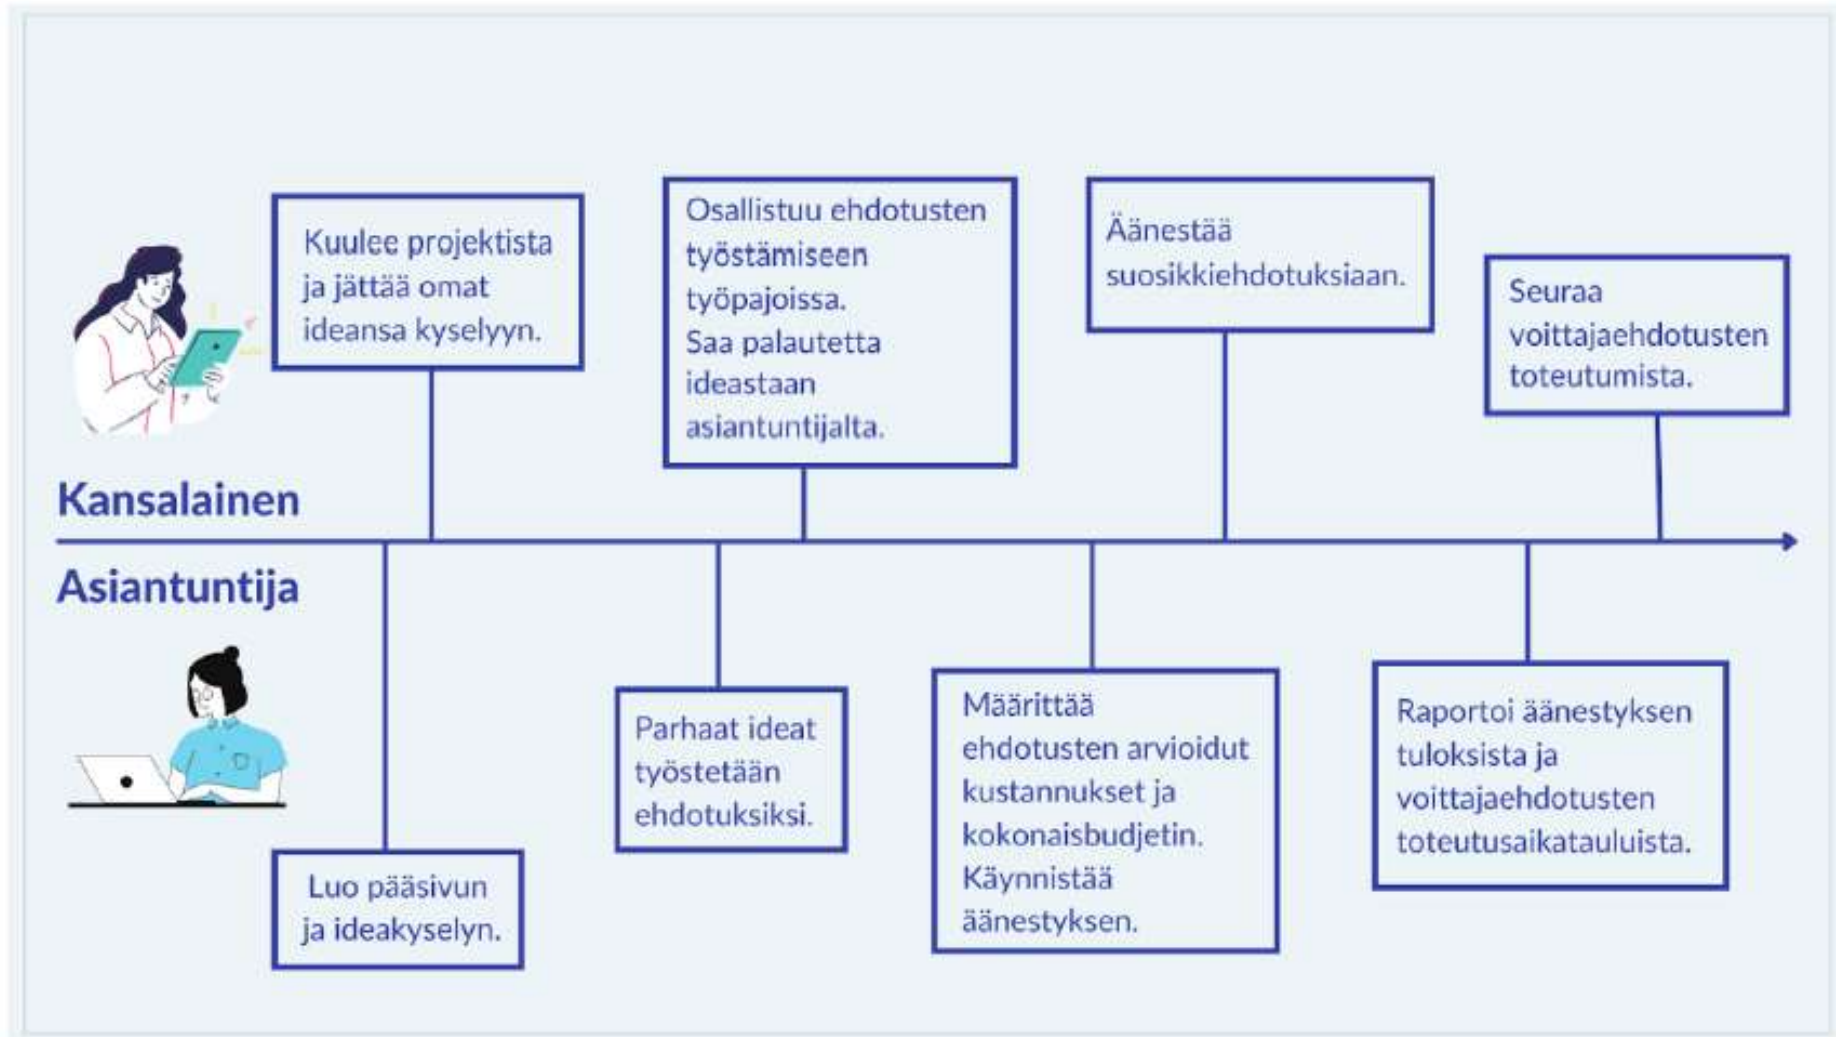 Kuulee projektista
ja jättää omat
ideansa kyselyyn.
Osallistuu ehdotusten
työstämiseen
työpajoissa.
Saa palautetta
ideastaan
asiantuntijalta.
Äänestää
suosikkiehdotuksiaan.
Seuraa
voittajaehdotusten
toteutumista.
Kansalainen
Asiantuntija
Luo pääsivun
ja ideakyselyn.
Parhaat ideat
työstetään
ehdotuksiksi.
Määrittää
ehdotusten arvioidut
kustannukset ja
kokonaisbudjetin.
Käynnistää
äänestyksen.
Raportoi äänestyksen
tuloksista ja
voittajaehdotusten
toteutusaikatauluista.